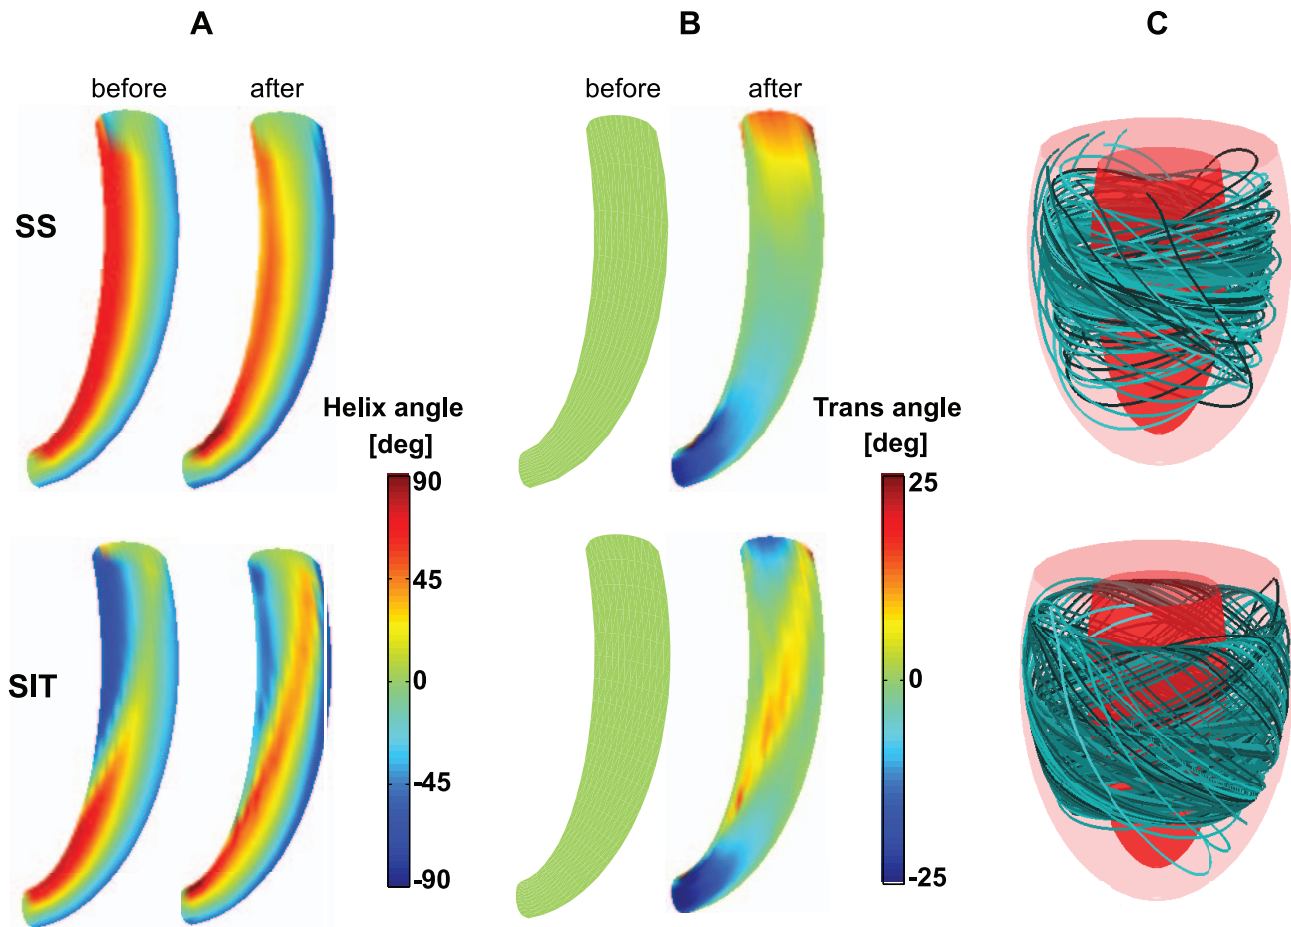 A
B
C
before
after
before
after
SS
Helix angle
[deg]
Trans angle
[deg]
90
45
0
-45
-90
25
0
-25
SIT